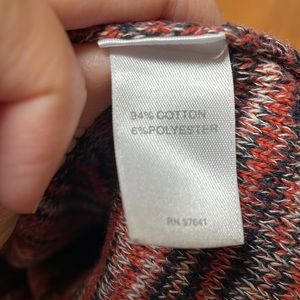 94% COTTON
6% POLYESTER
RN 97641